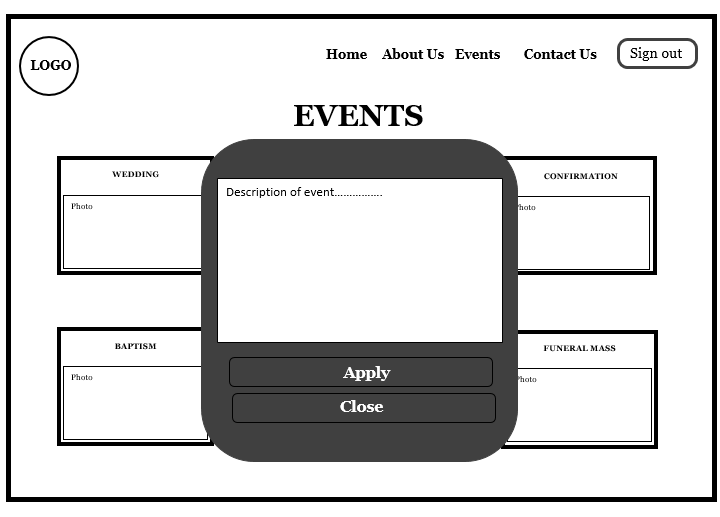 LOGO
Home About Us Events Contact Us Sign out
EVENTS
WEDDING
Photo
CONFIRMATION
Photo
Description of event...............
Apply
Close
BAPTISM
Photo
FUNERAL MASS
Photo